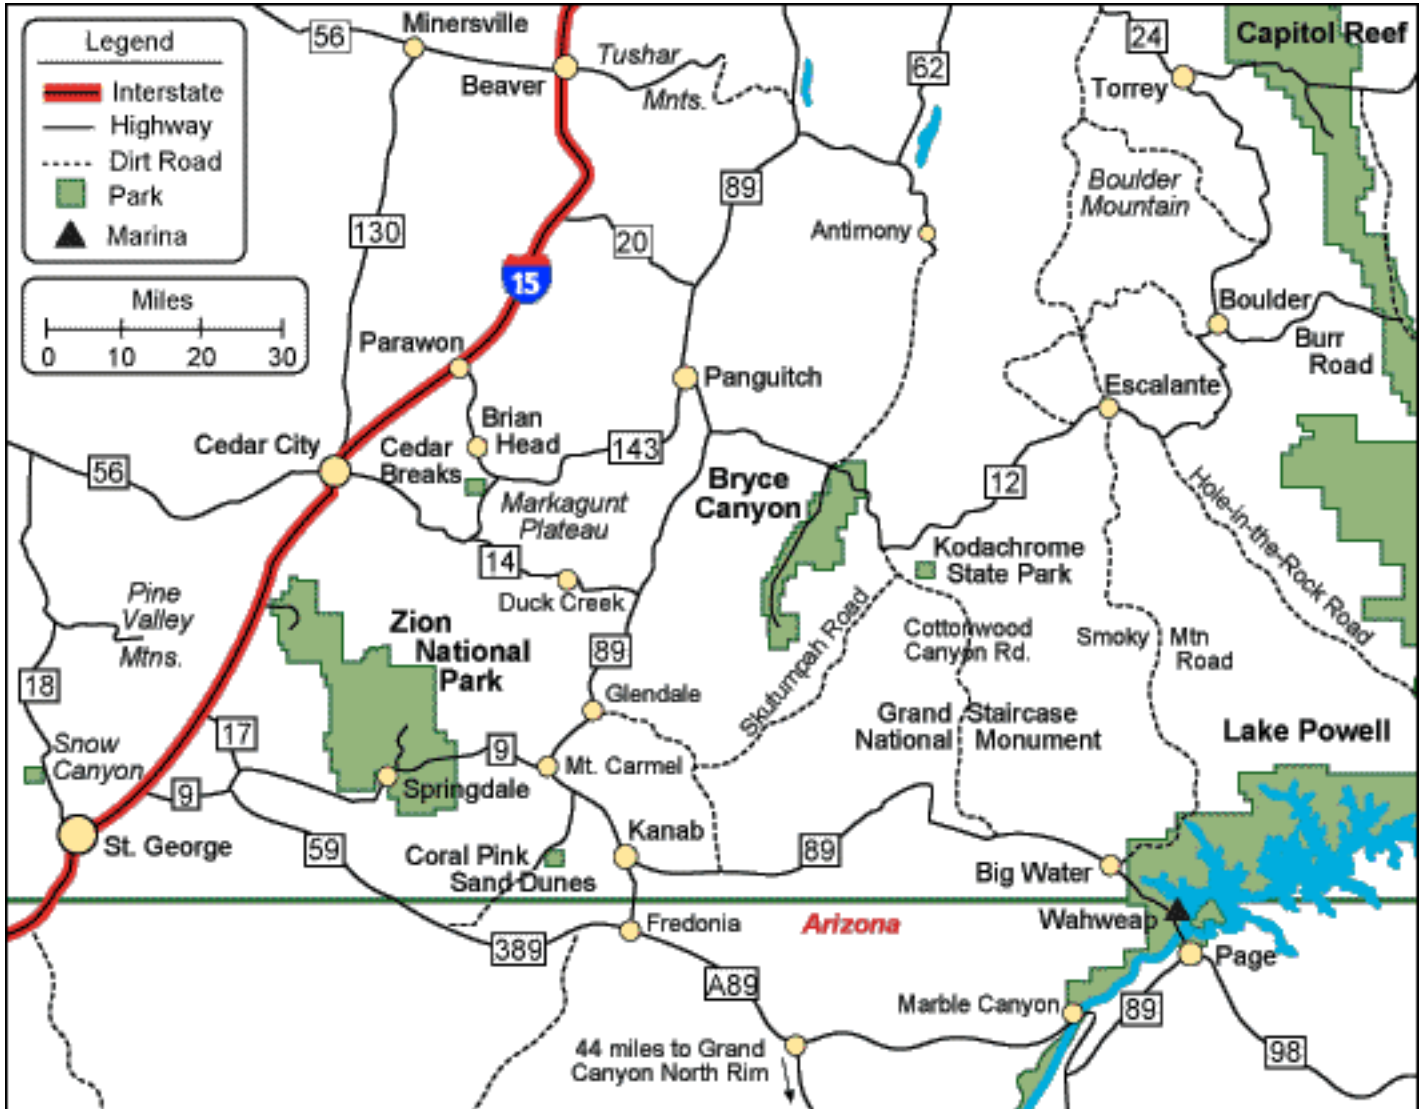 Legend
Interstate
Highway
Dirt Road
Park
Marina
Miles
0 10 20 30
56
Minersville
Beaver
Tushar
Mnts.
62
24
Torrey
Capitol Reef
89
130
20
15
Antimony
Boulder
Mountain
Boulder
Burr
Road
Parawon
Panguitch
Escalante
Brian
Head
Cedar City
Cedar
Breaks
143
56
Bryce
Canyon
12
Hole-in-the-Rock Road
Markagunt
Plateau
14
Duck Creek
Kodachrome
State Park
Pine
Valley
Mtns.
Zion
National
Park
89
Skutumpah Road
Cottonwood
Canyon Rd.
Smoky Mtn
Road
18
Glendale
Grand Staircase
National Monument
Lake Powell
17
Snow
Canyon
9
Mt. Carmel
9
Springdale
St. George
59
Kanab
Coral Pink
Sand Dunes
89
Big Water
Arizona
Wahweap
Fredonia
389
Page
A89
Marble Canyon
89
98
44 miles to Grand
Canyon North Rim